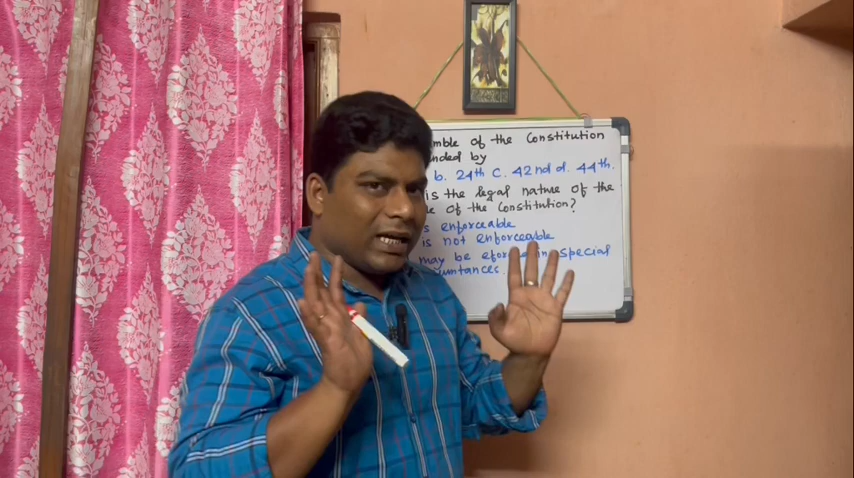 mble of the Constitution
nded by
b. 24th C. 42nd d. 44th.
is the legal nature of the
e of the Constitution?
s enforceable
is not enforceable
may be special
umtances